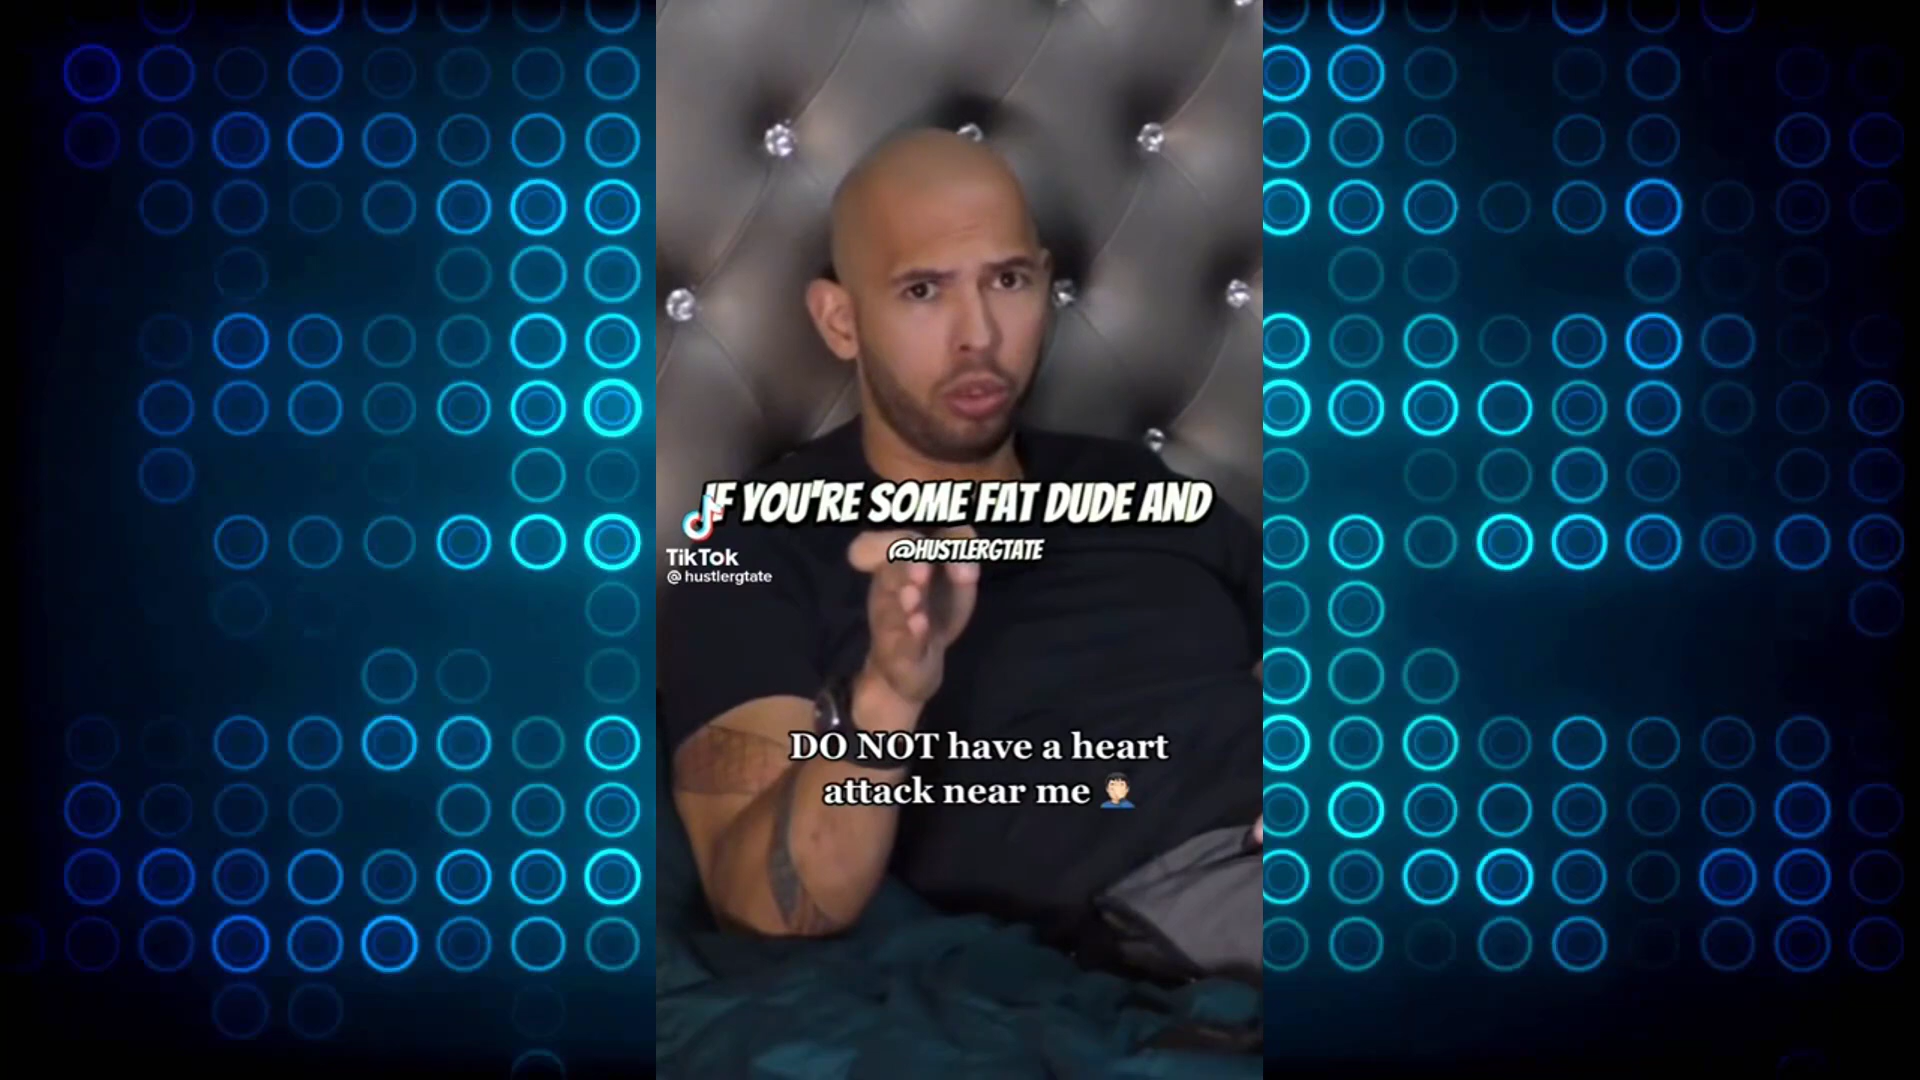 IF YOU'RE SOME FAT DUDE AND
@HUSTLERGTATE
TikTok
@hustlergtate
DO NOT have a heart
attack near me 🤦🏻‍♂️